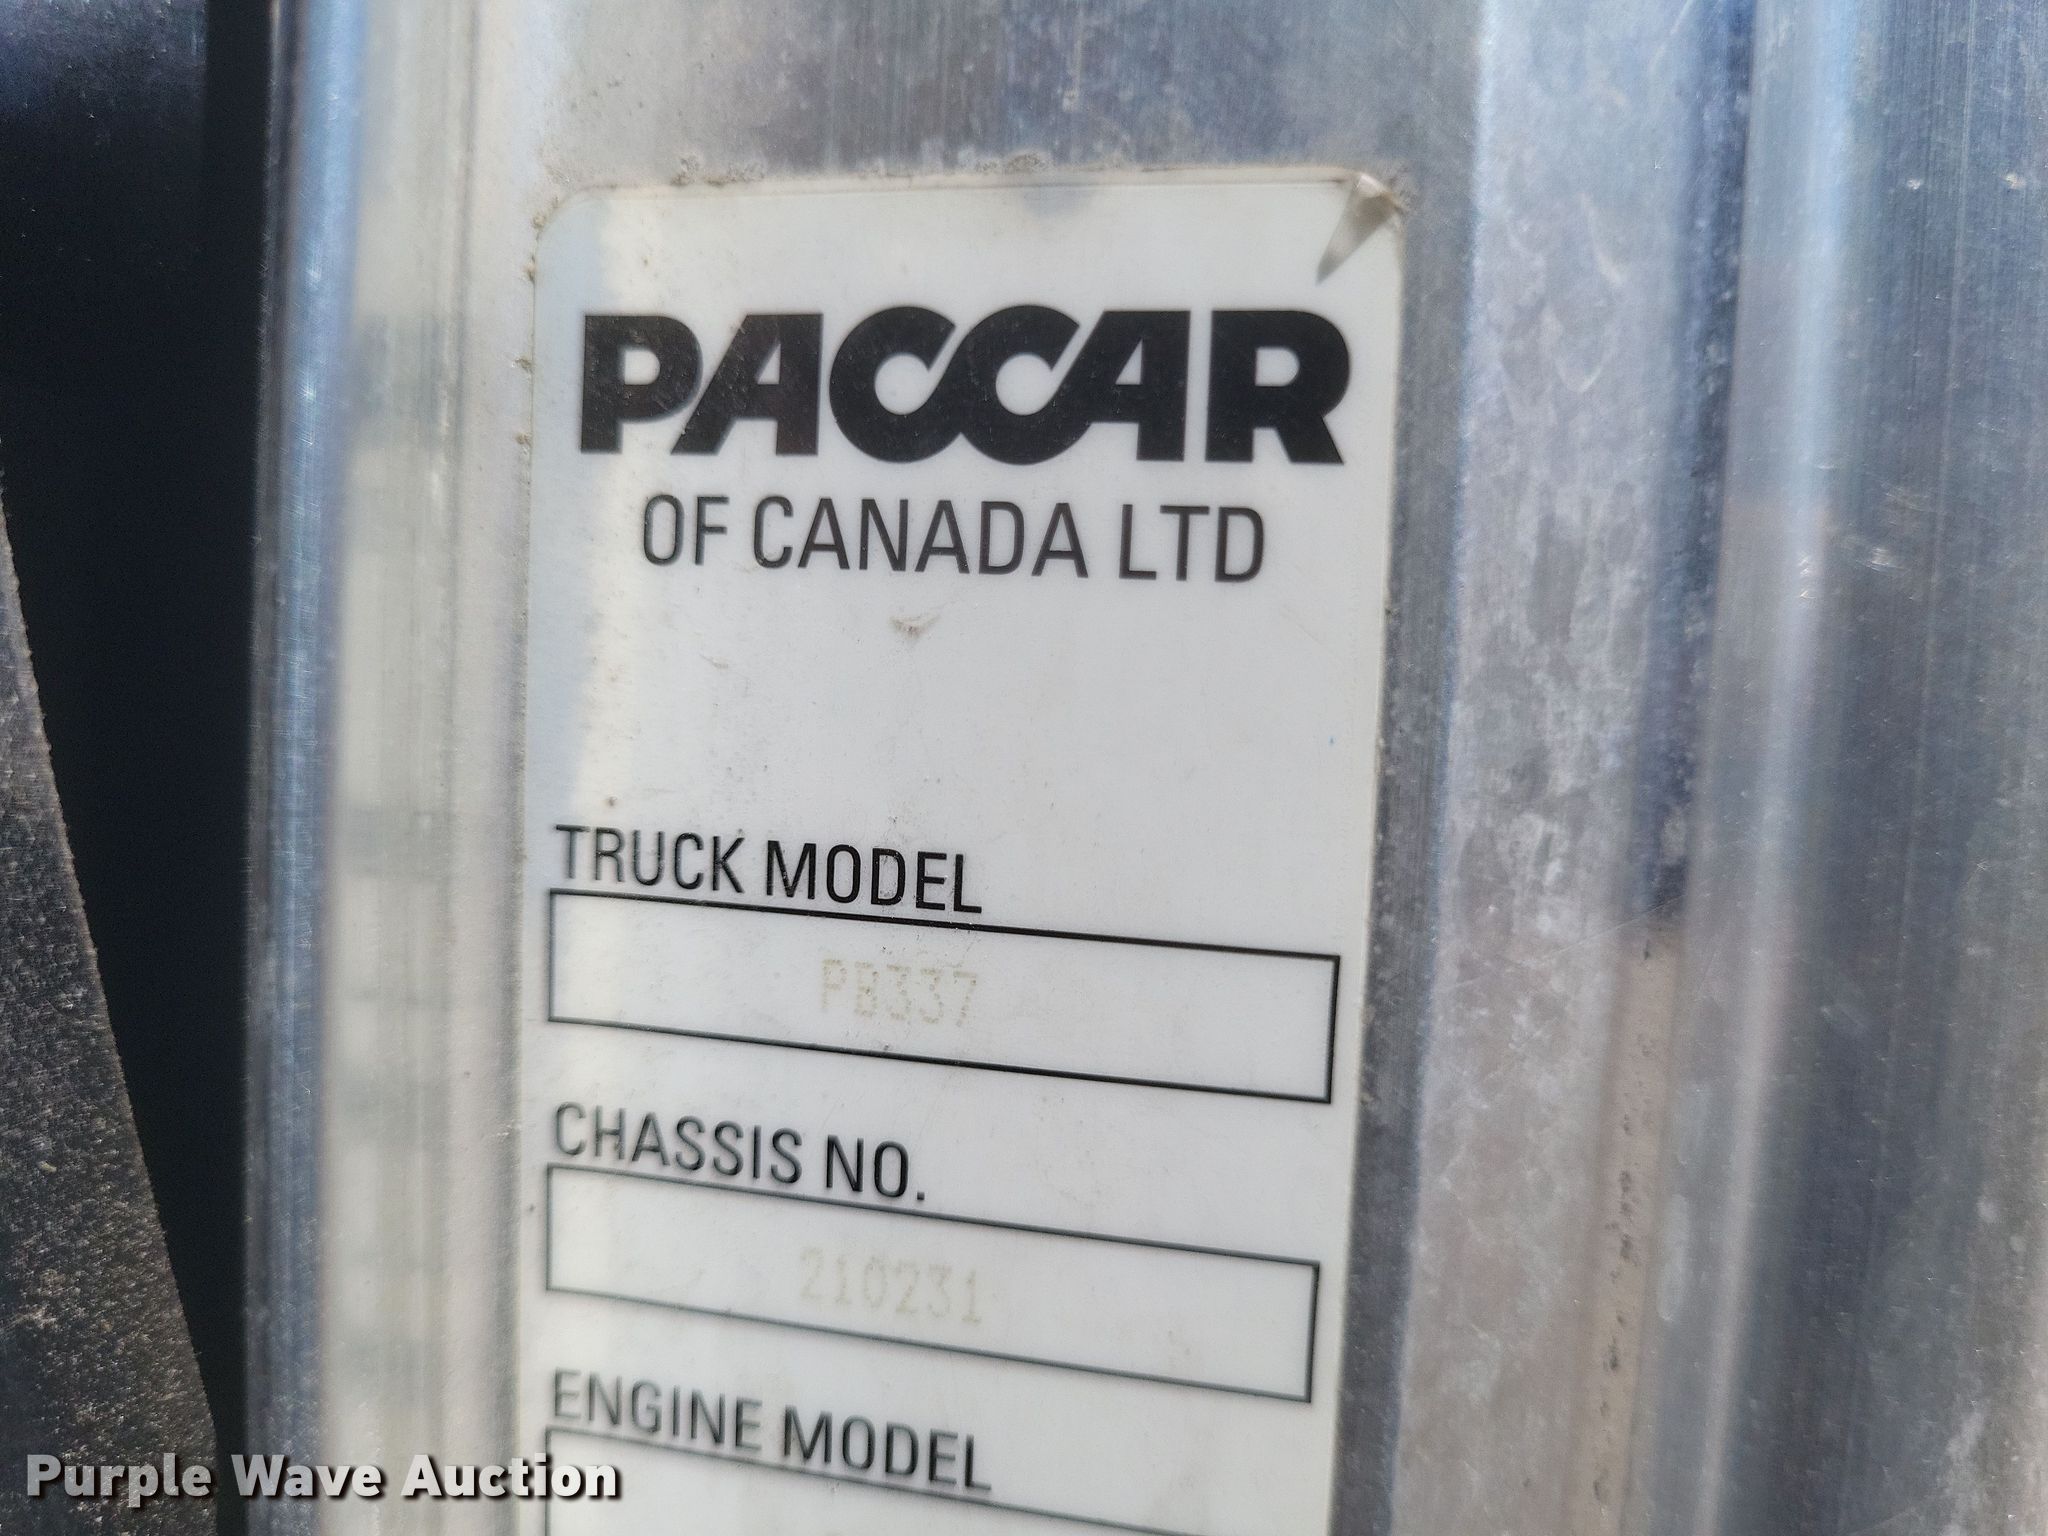 PACCAR
OF CANADA LTD
TRUCK MODEL
PB337
CHASSIS NO.
210231
ENGINE MODEL
Purple Wave Auction